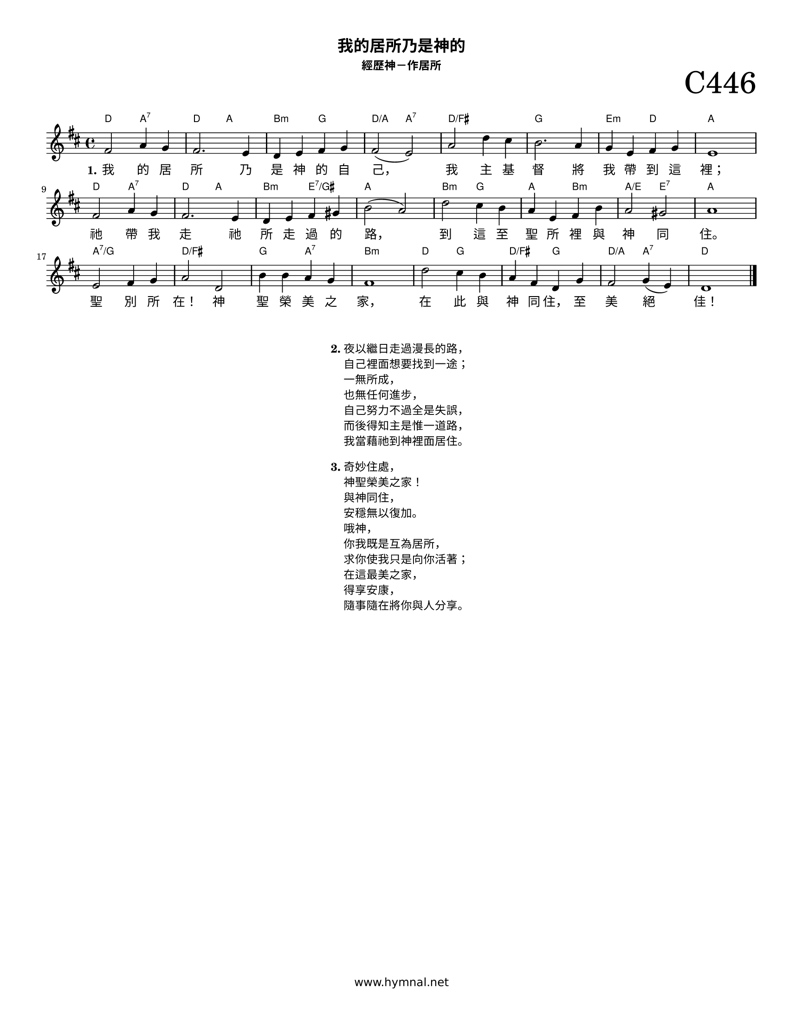 我的居所乃是神的
經歷神－作居所
C446
D A7 D A Bm G D/A A7 D/F♯ G Em D A
1. 我 的 居 所 乃 是 神 的 自 己， 我 主 基 督 將 我 帶 到 這 裡；
9 D A7 D A Bm E7/G♯ A Bm G A Bm A/E E7 A
祂 帶 我 走 祂 所 走 過 的 路， 到 這 至 聖 所 裡 與 神 同 住。
17 A7/G D/F♯ G A7 Bm D G D/F♯ G D/A A7 D
聖 別 所 在！ 神 聖 榮 美 之 家， 在 此 與 神 同 住， 至 美 絕 佳！
2. 夜以繼日走過漫長的路，
自己裡面想要找到一途；
一無所成，
也無任何進步，
自己努力不過全是失誤，
而後得知主是惟一道路，
我當藉祂到神裡面居住。
3. 奇妙住處，
神聖榮美之家！
與神同住，
安穩無以復加。
哦神，
你我既是互為居所，
求你使我只是向你活著；
在這最美之家，
得享安康，
隨事隨在將你與人分享。
www.hymnal.net